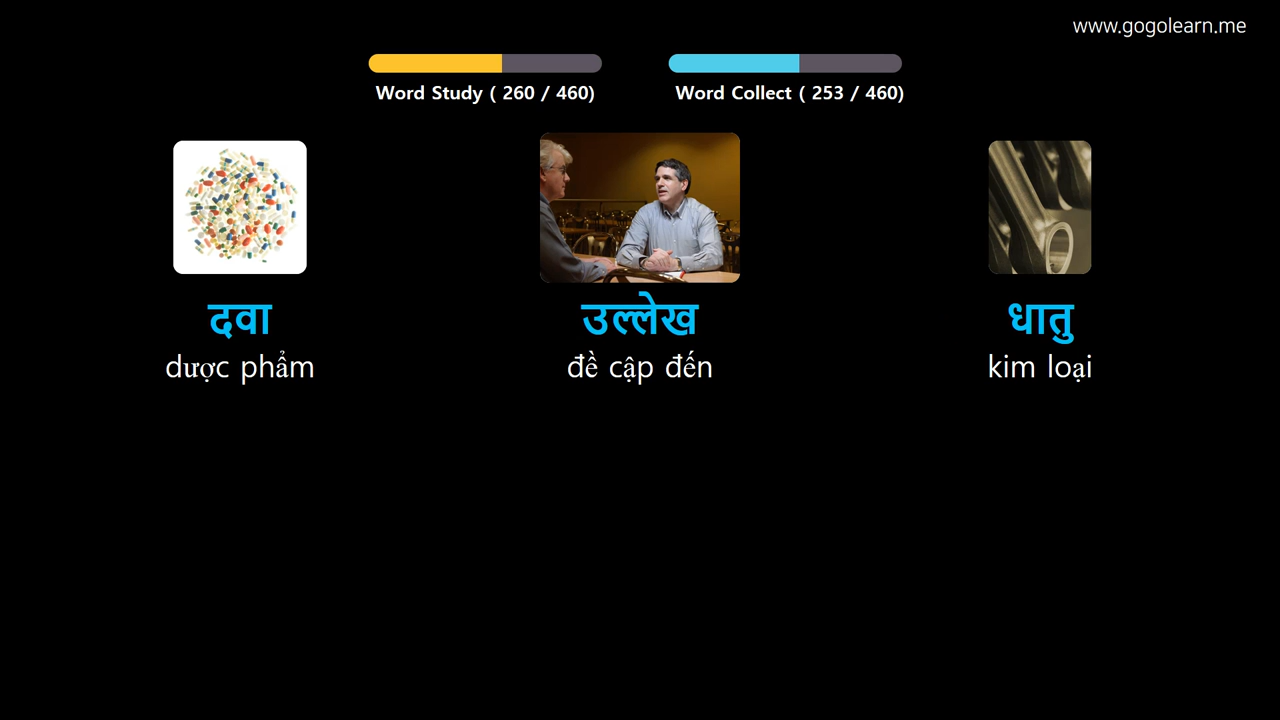 www.gogolearn.me
Word Study ( 260 / 460)
Word Collect ( 253 / 460)
दवा
उल्लेख
धातु
dược phẩm
đề cập đến
kim loại